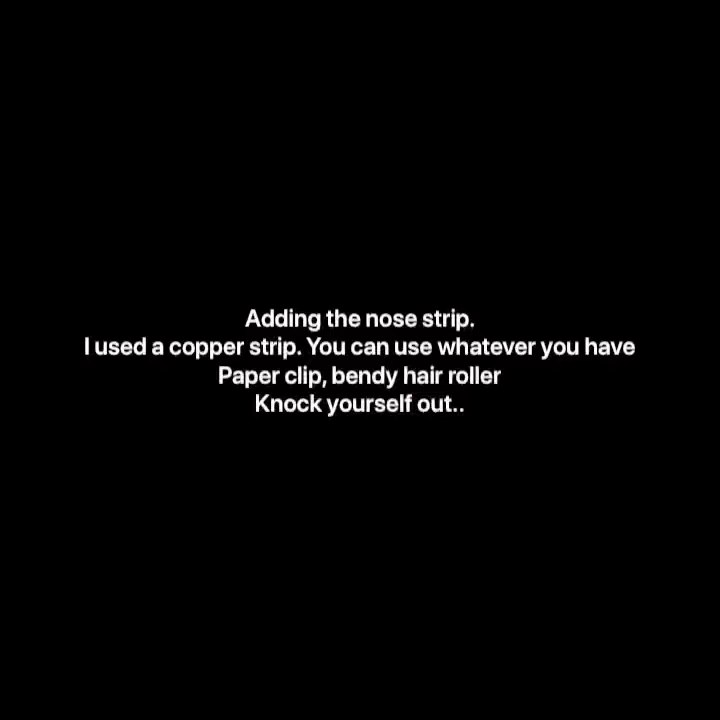 Adding the nose strip.
I used a copper strip. You can use whatever you have
Paper clip, bendy hair roller
Knock yourself out..